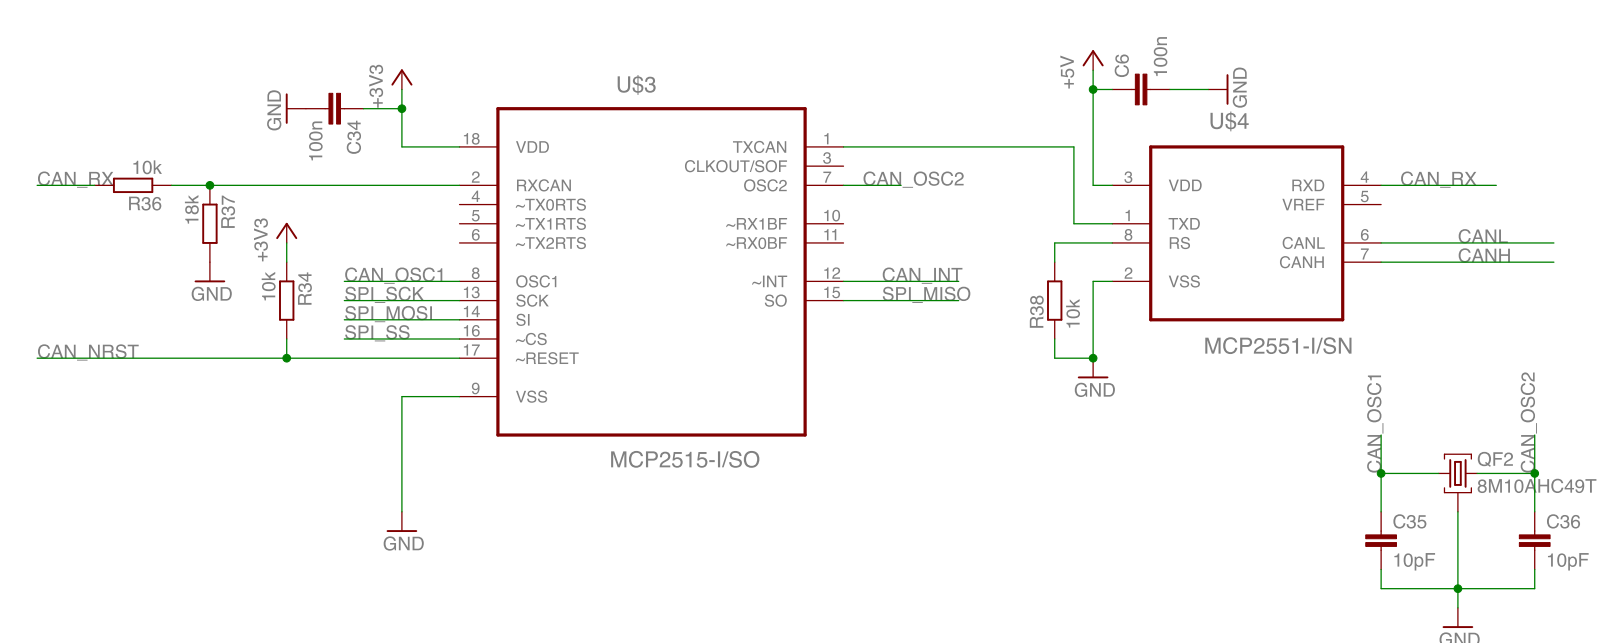 GND
100n
C34
+3V3
U$3
18 VDD
CAN_RX
10k
R36
2 RXCAN
4 ~TX0RTS
5 ~TX1RTS
6 ~TX2RTS
18k
R37
GND
+3V3
10k
R34
CAN_OSC1 8 OSC1
SPI_SCK 13 SCK
SPI_MOSI 14 SI
SPI_SS 16 ~CS
CAN_NRST 17 ~RESET
9 VSS
GND
TXCAN 1
CLKOUT/SOF 3
OSC2 7 CAN_OSC2
~RX1BF 10
~RX0BF 11
~INT 12 CAN_INT
SO 15 SPI_MISO
MCP2515-I/SO
+5V
C6
100n
GND
U$4
3 VDD
1 TXD
8 RS
2 VSS
R38
10k
GND
RXD 4 CAN_RX
VREF 5
CANL 6 CANL
CANH 7 CANH
MCP2551-I/SN
CAN_OSC1
CAN_OSC2
QF2
8M10AHC49T
C35
10pF
C36
10pF
GND